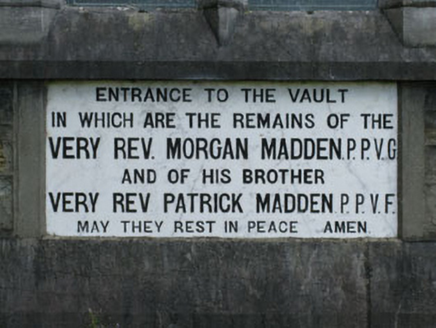 ENTRANCE TO THE VAULT
IN WHICH ARE THE REMAINS OF THE
VERY REV. MORGAN MADDEN.P.P.V.G
AND OF HIS BROTHER
VERY REV PATRICK MADDEN.P.P.V.F.
MAY THEY REST IN PEACE AMEN.